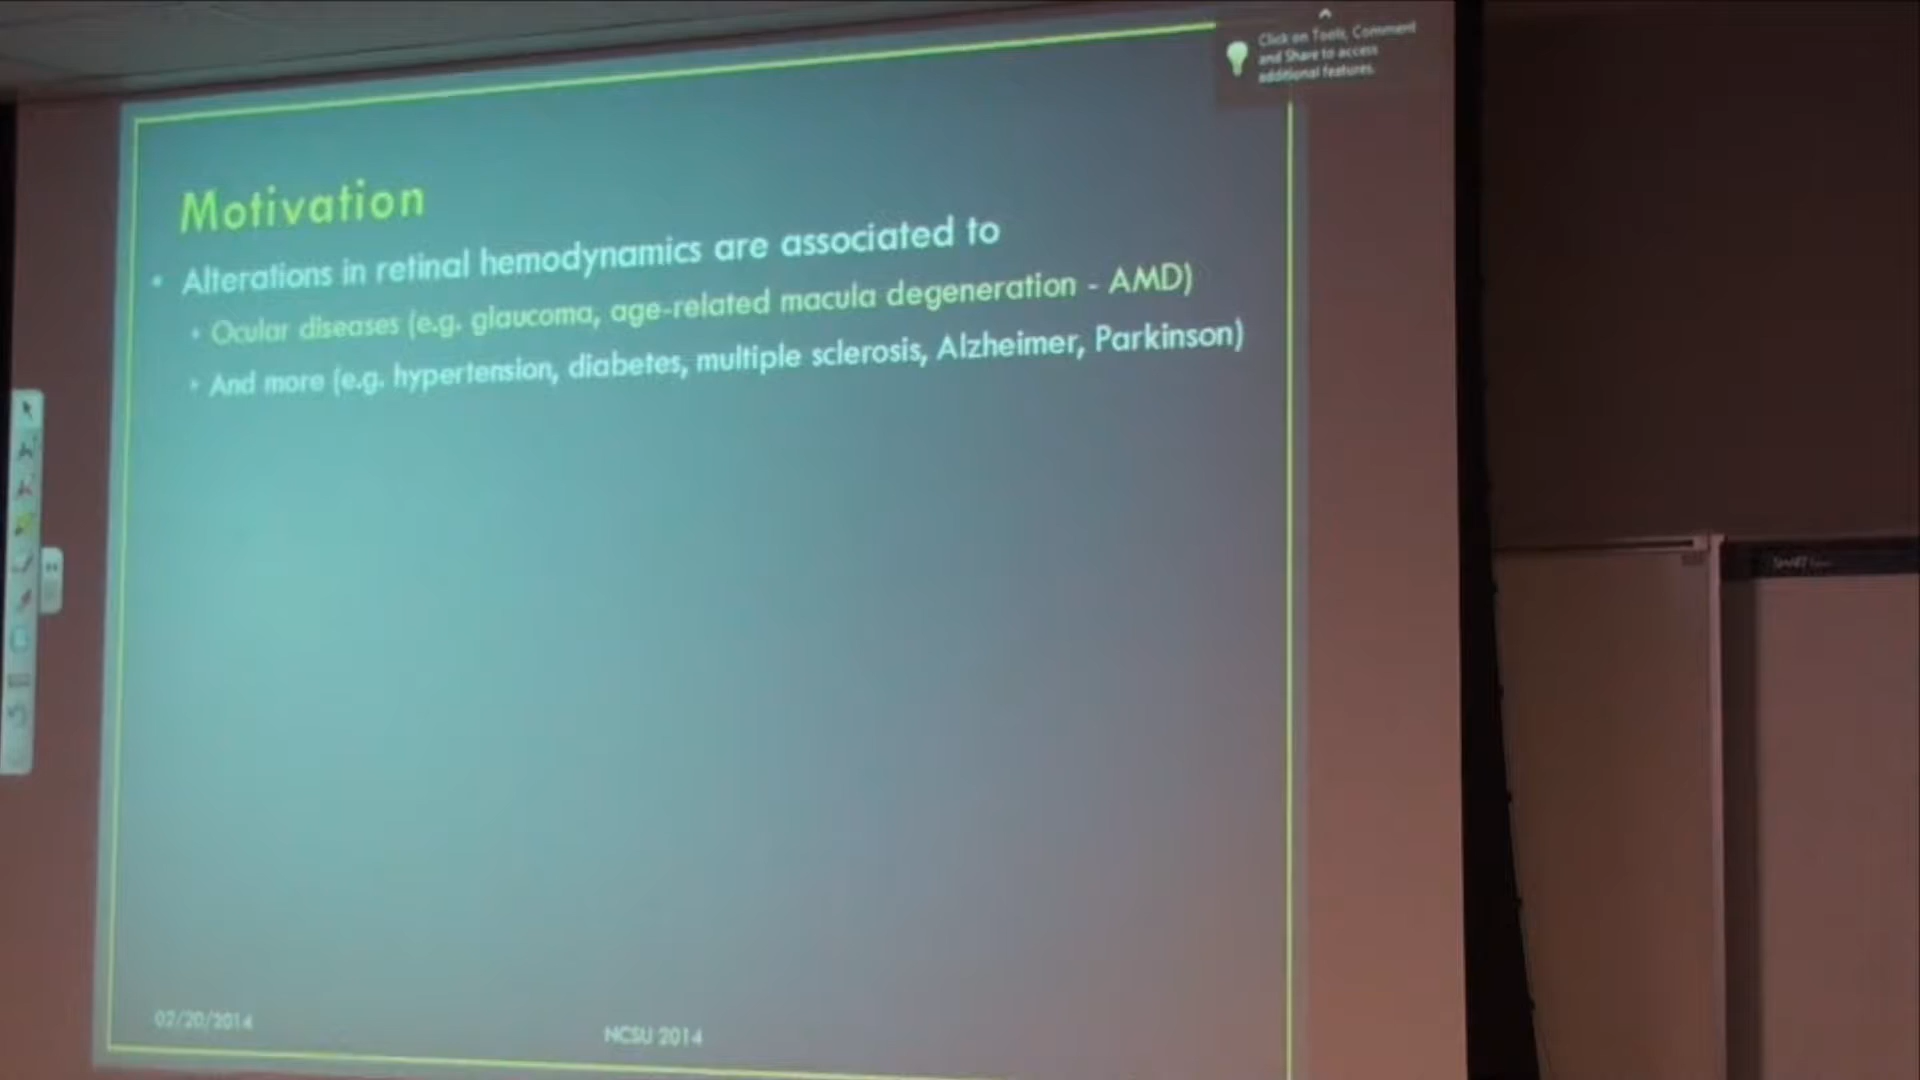 Click on Tools, Comment
and Share to access
additional features.
Motivation
• Alterations in retinal hemodynamics are associated to
• Ocular diseases (e.g. glaucoma, age-related macula degeneration - AMD)
• And more (e.g. hypertension, diabetes, multiple sclerosis, Alzheimer, Parkinson)
02/20/2014
NCSU 2014
SMART